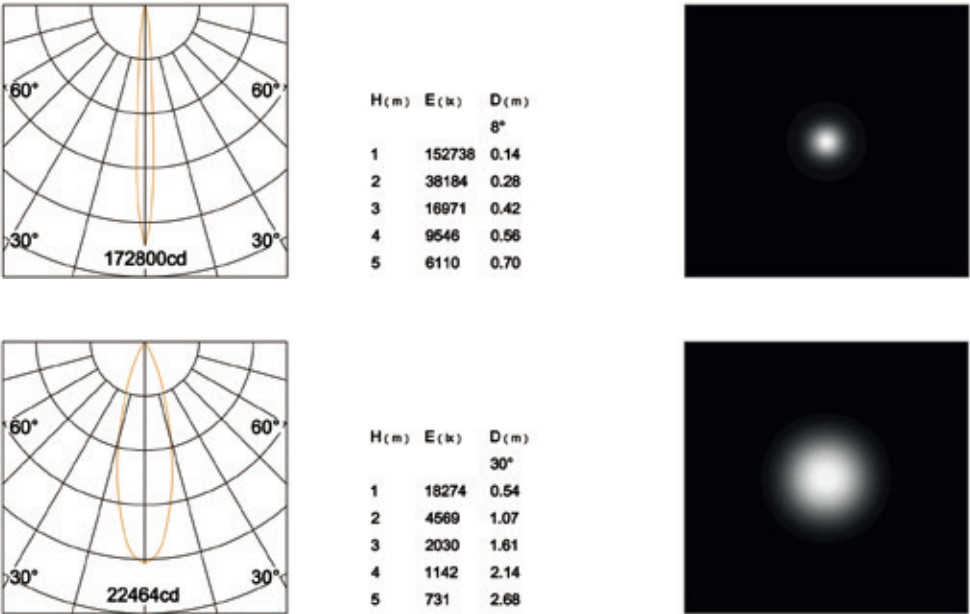 60° 60°
30° 30°
172800cd
H(m) E(lx) D(m)
8°
1 152738 0.14
2 38184 0.28
3 16971 0.42
4 9546 0.56
5 6110 0.70
60° 60°
30° 30°
22464cd
H(m) E(lx) D(m)
30°
1 18274 0.54
2 4569 1.07
3 2030 1.61
4 1142 2.14
5 731 2.68